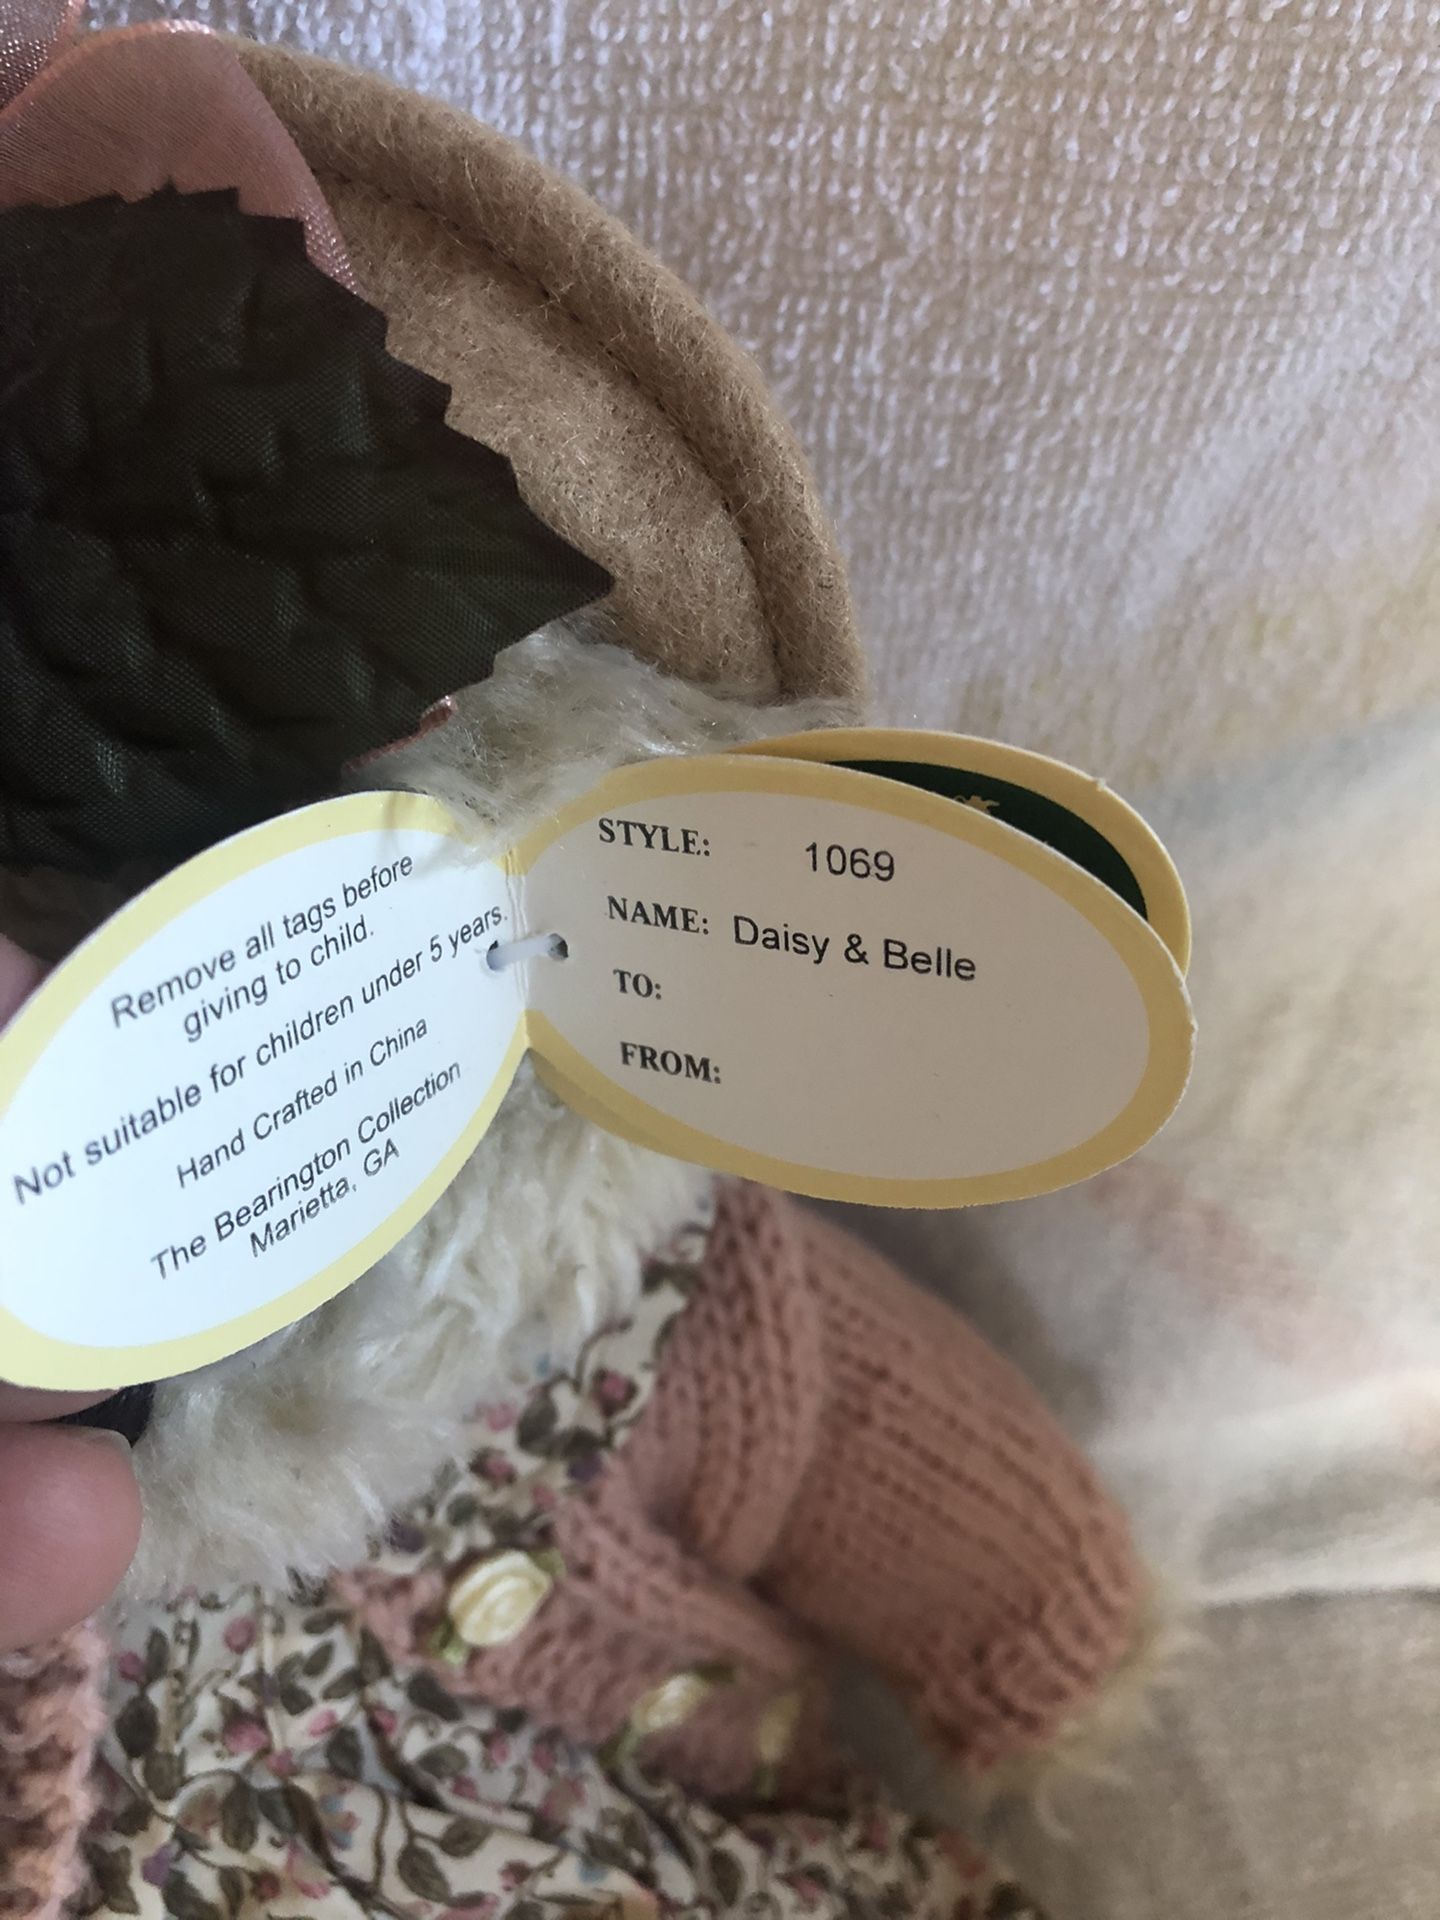 Remove all tags before
giving to child.
Not suitable for children under 5 years.
Hand Crafted in China
The Bearington Collection
Marietta, GA
STYLE: 1069
NAME: Daisy & Belle
TO:
FROM: